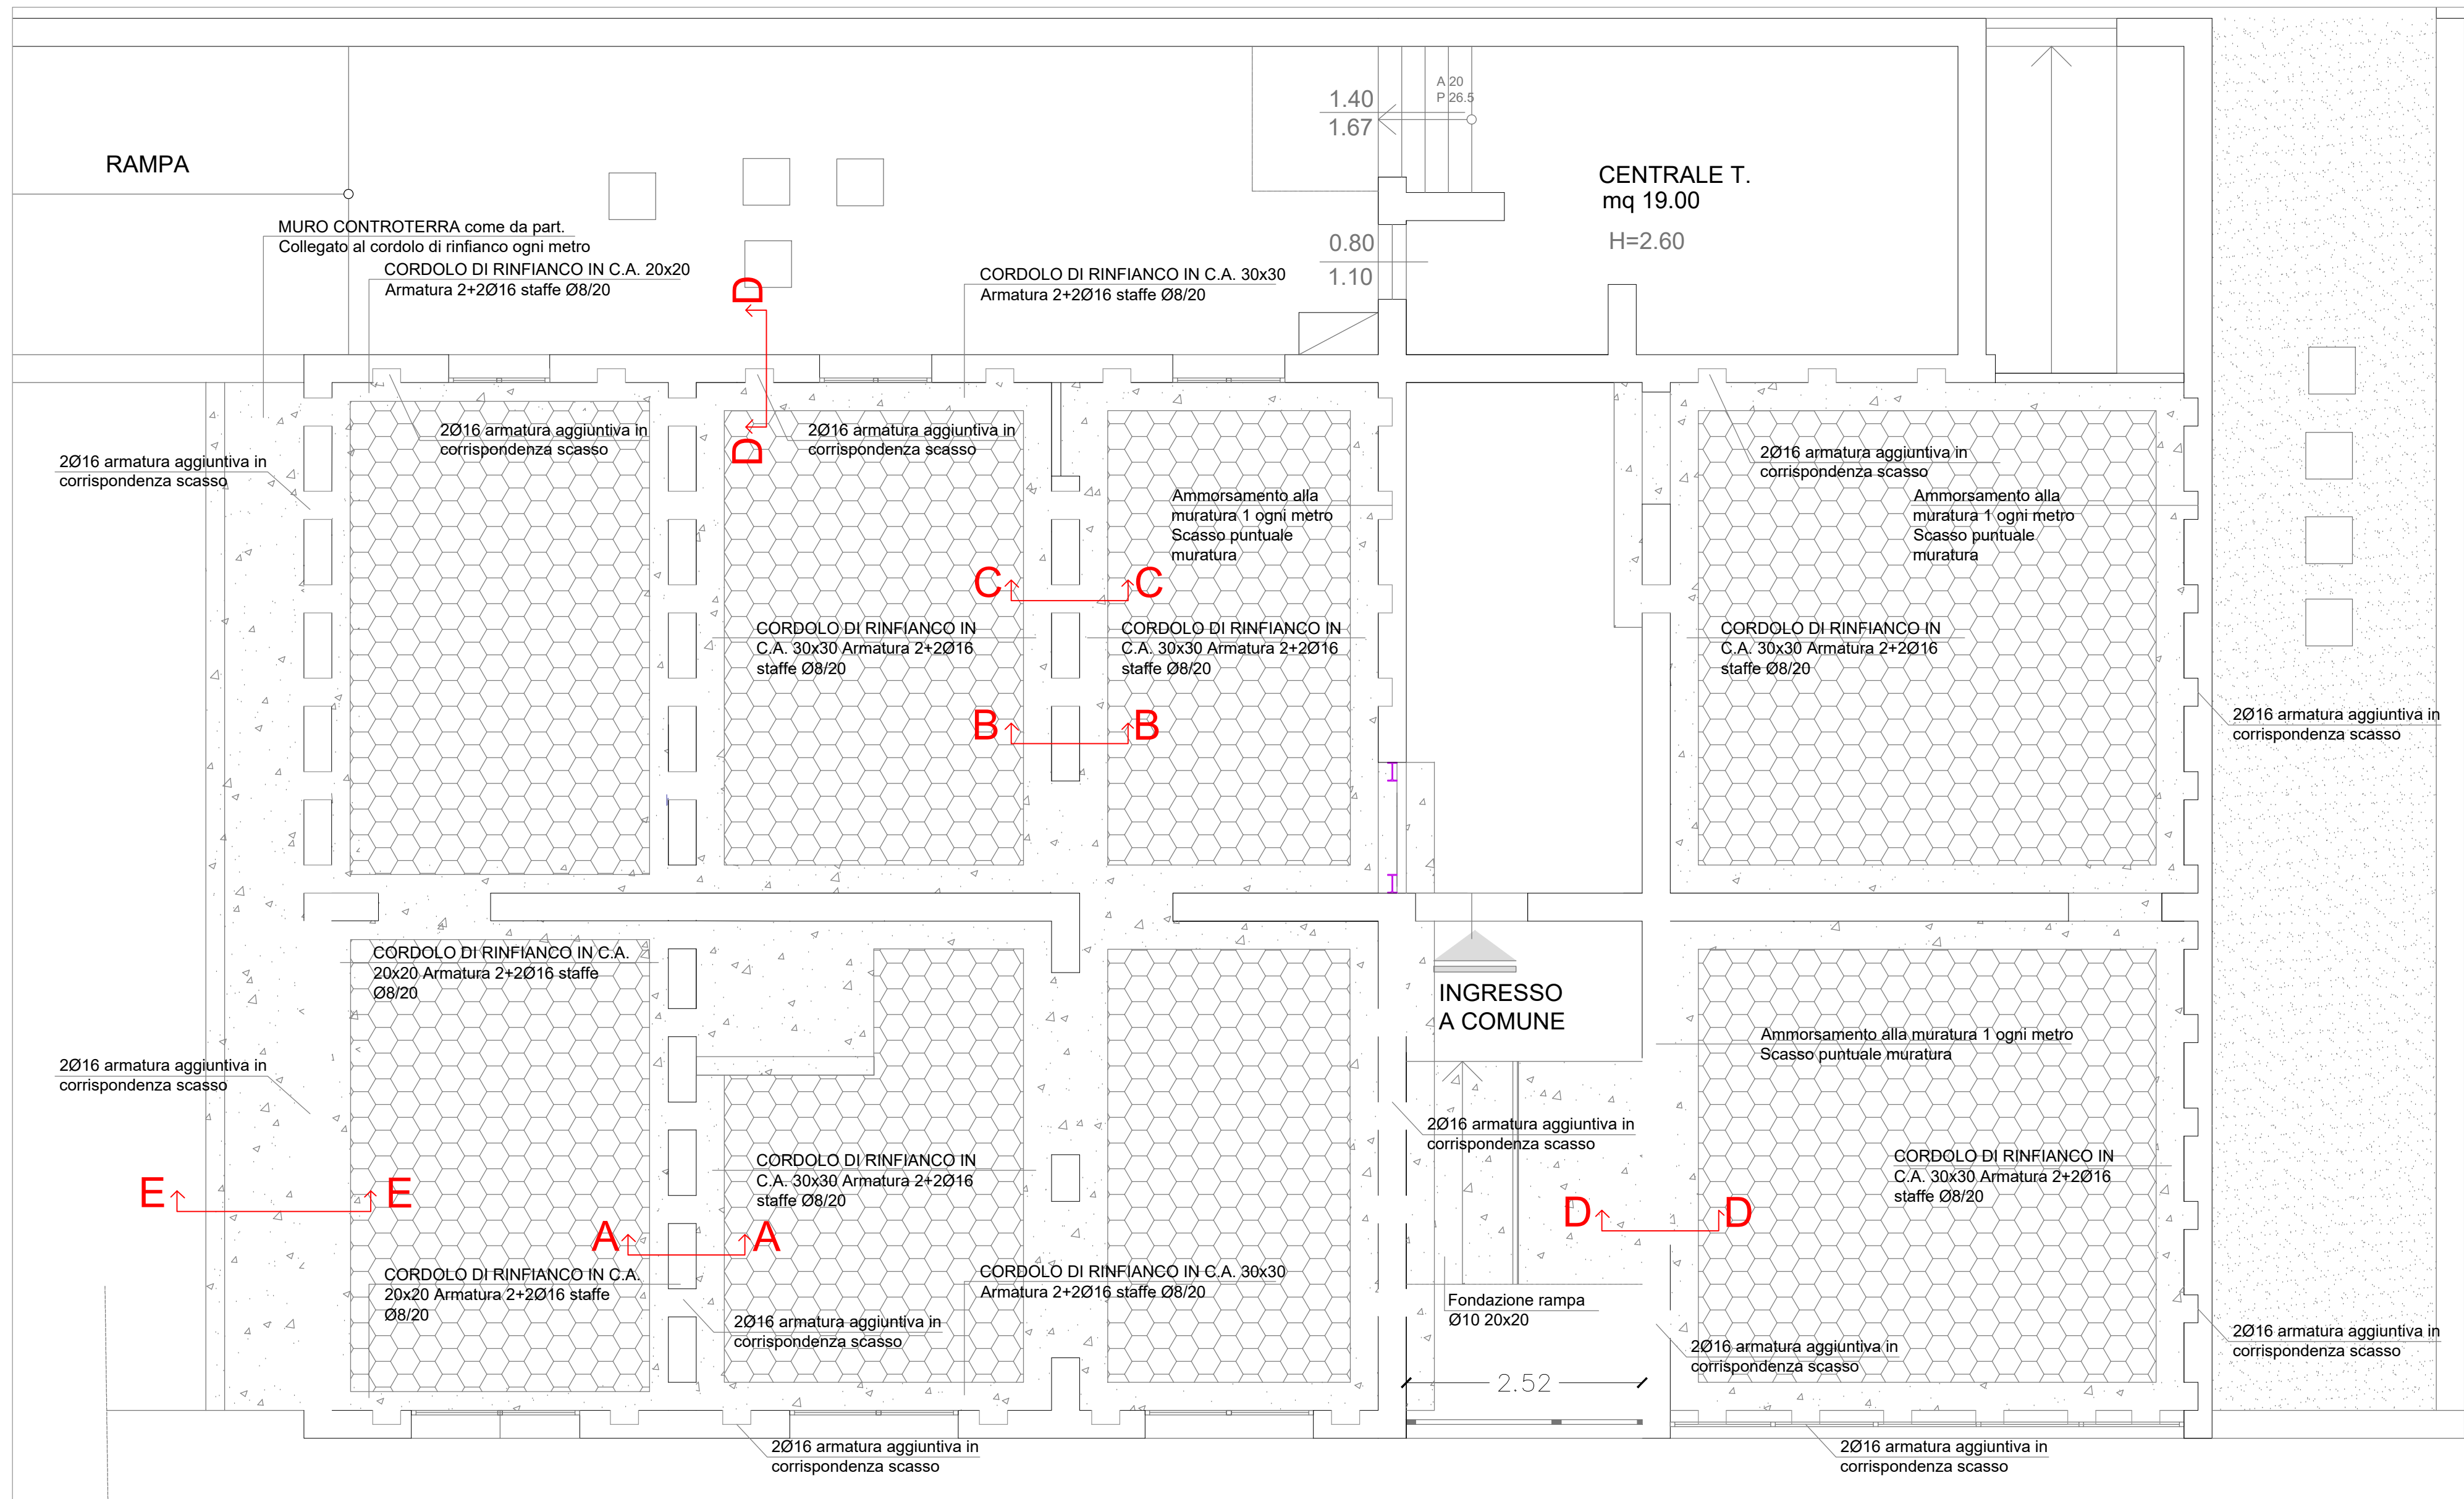 A 20
P 26.5
1.40
1.67
RAMPA
CENTRALE T.
mq 19.00
H=2.60
0.80
1.10
MURO CONTROTERRA come da part.
Collegato al cordolo di rinfianco ogni metro
CORDOLO DI RINFIANCO IN C.A. 20x20
Armatura 2+2Ø16 staffe Ø8/20
D
CORDOLO DI RINFIANCO IN C.A. 30x30
Armatura 2+2Ø16 staffe Ø8/20
2Ø16 armatura aggiuntiva in
corrispondenza scasso
2Ø16 armatura aggiuntiva in
corrispondenza scasso
D
2Ø16 armatura aggiuntiva in
corrispondenza scasso
2Ø16 armatura aggiuntiva in
corrispondenza scasso
Ammorsamento alla
muratura 1 ogni metro
Scasso puntuale
muratura
Ammorsamento alla
muratura 1 ogni metro
Scasso puntuale
muratura
C
C
CORDOLO DI RINFIANCO IN
C.A. 30x30 Armatura 2+2Ø16
staffe Ø8/20
CORDOLO DI RINFIANCO IN
C.A. 30x30 Armatura 2+2Ø16
staffe Ø8/20
CORDOLO DI RINFIANCO IN
C.A. 30x30 Armatura 2+2Ø16
staffe Ø8/20
B
B
2Ø16 armatura aggiuntiva in
corrispondenza scasso
CORDOLO DI RINFIANCO IN C.A.
20x20 Armatura 2+2Ø16 staffe
Ø8/20
INGRESSO
A COMUNE
Ammorsamento alla muratura 1 ogni metro
Scasso puntuale muratura
2Ø16 armatura aggiuntiva in
corrispondenza scasso
2Ø16 armatura aggiuntiva in
corrispondenza scasso
CORDOLO DI RINFIANCO IN
C.A. 30x30 Armatura 2+2Ø16
staffe Ø8/20
CORDOLO DI RINFIANCO IN
C.A. 30x30 Armatura 2+2Ø16
staffe Ø8/20
E
E
A
A
D
D
CORDOLO DI RINFIANCO IN C.A.
20x20 Armatura 2+2Ø16 staffe
Ø8/20
CORDOLO DI RINFIANCO IN C.A. 30x30
Armatura 2+2Ø16 staffe Ø8/20
Fondazione rampa
Ø10 20x20
2Ø16 armatura aggiuntiva in
corrispondenza scasso
2Ø16 armatura aggiuntiva in
corrispondenza scasso
2Ø16 armatura aggiuntiva in
corrispondenza scasso
2.52
2Ø16 armatura aggiuntiva in
corrispondenza scasso
2Ø16 armatura aggiuntiva in
corrispondenza scasso